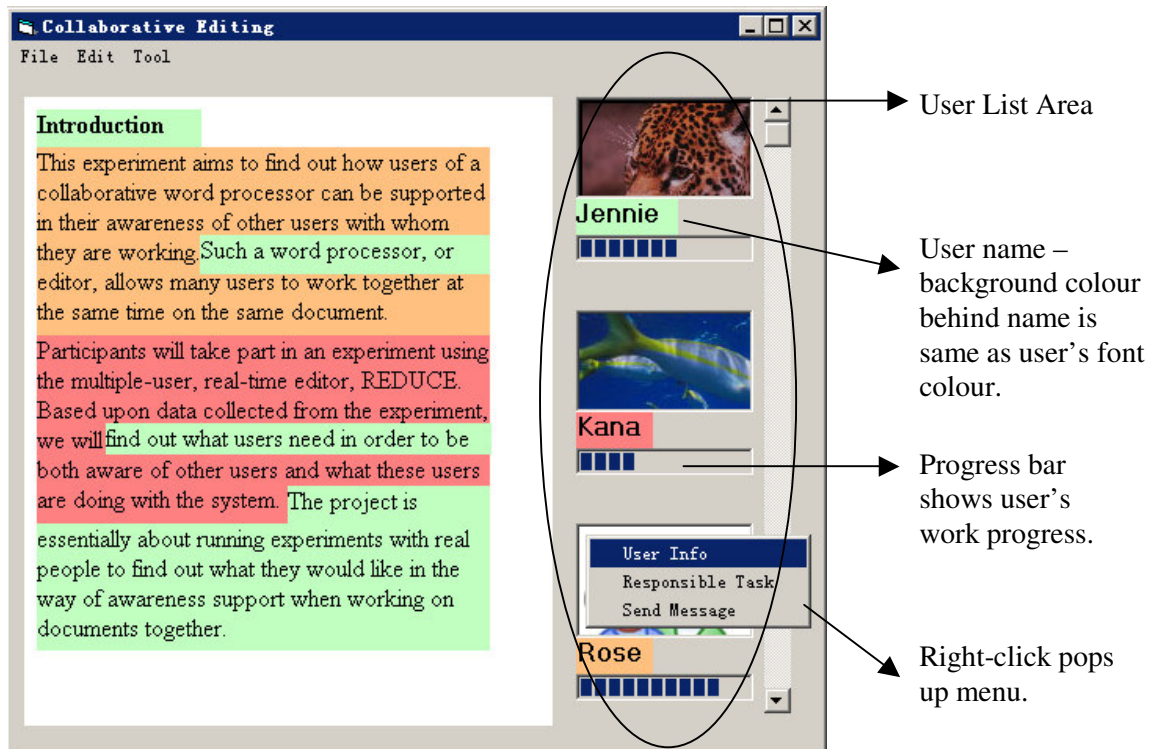 Collaborative Editing
File Edit Tool
Introduction
This experiment aims to find out how users of a
collaborative word processor can be supported
in their awareness of other users with whom
they are working. Such a word processor, or
editor, allows many users to work together at
the same time on the same document.
Participants will take part in an experiment using
the multiple-user, real-time editor, REDUCE.
Based upon data collected from the experiment,
we will find out what users need in order to be
both aware of other users and what these users
are doing with the system. The project is
essentially about running experiments with real
people to find out what they would like in the
way of awareness support when working on
documents together.
Jennie
Kana
User Info
Responsible Task
Send Message
Rose
User List Area
User name –
background colour
behind name is
same as user's font
colour.
Progress bar
shows user's
work progress.
Right-click pops
up menu.